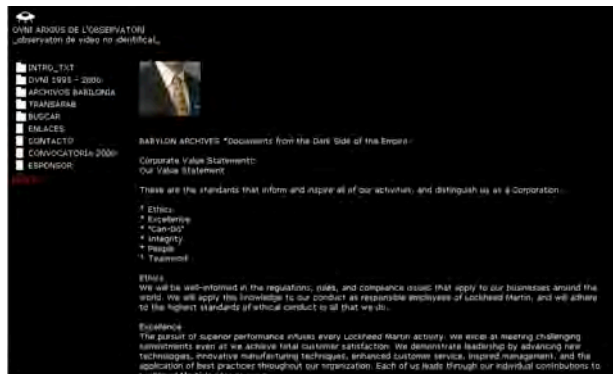 OVNI ARXIUS DE L'OBSERVATORI
_observatori de video no identificat_
INTRO_TXT
OVNI 1993 - 2006
ARCHIVOS BABILONIA
TRANSARAB
BUSCAR
ENLACES
CONTACTO
CONVOCATORIA 2006
ESPONSOR
BABYLON ARCHIVES "Documents from the Dark Side of the Empire
Corporate Value Statements
Our Value Statement
These are the standards that inform and inspire all of our activities, and distinguish us as a Corporation
* Ethics
* Excellence
* "Can-Do"
* Integrity
* People
* Teamwork
Ethics
We will be well-informed in the regulations, rules, and compliance issues that apply to our businesses around the
world. We will apply this knowledge to our conduct as responsible employees of Lockheed Martin, and will adhere
to the highest standards of ethical conduct in all that we do.
Excellence
The pursuit of superior performance infuses every Lockheed Martin activity. We excel at meeting challenging
commitments even as we achieve total customer satisfaction. We demonstrate leadership by advancing new
technologies, innovative manufacturing techniques, enhanced customer service, inspired management, and the
application of best practices throughout our organization. Each of us leads through our individual contributions to